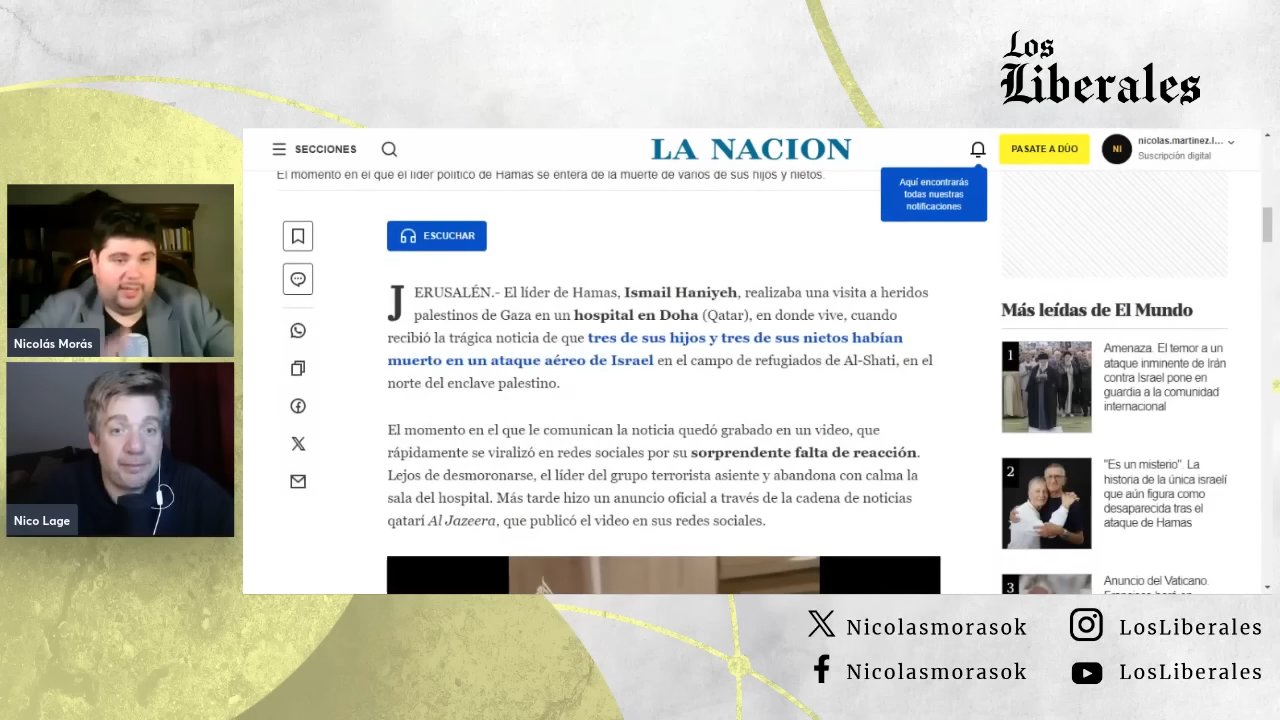 Los
Liberales
SECCIONES
LA NACION
PASATE A DÚO
NI
nicolas.martinez.l...
Suscripción digital
El momento en el que el líder político de Hamas se entera de la muerte de varios de sus hijos y nietos.
Aquí encontrarás
todas nuestras
notificaciones
ESCUCHAR
JERUSALÉN.- El líder de Hamas, Ismail Haniyeh, realizaba una visita a heridos
palestinos de Gaza en un hospital en Doha (Qatar), en donde vive, cuando
recibió la trágica noticia de que tres de sus hijos y tres de sus nietos habían
muerto en un ataque aéreo de Israel en el campo de refugiados de Al-Shati, en el
norte del enclave palestino.
El momento en el que le comunican la noticia quedó grabado en un video, que
rápidamente se viralizó en redes sociales por su sorprendente falta de reacción.
Lejos de desmoronarse, el líder del grupo terrorista asiente y abandona con calma la
sala del hospital. Más tarde hizo un anuncio oficial a través de la cadena de noticias
qatarí Al Jazeera, que publicó el video en sus redes sociales.
Más leídas de El Mundo
1
Amenaza. El temor a un
ataque inminente de Irán
contra Israel pone en
guardia a la comunidad
internacional
2
"Es un misterio". La
historia de la única israelí
que aún figura como
desaparecida tras el
ataque de Hamas
3
Anuncio del Vaticano.
Nicolás Morás
Nico Lage
Nicolasmorasok
LosLiberales
Nicolasmorasok
LosLiberales